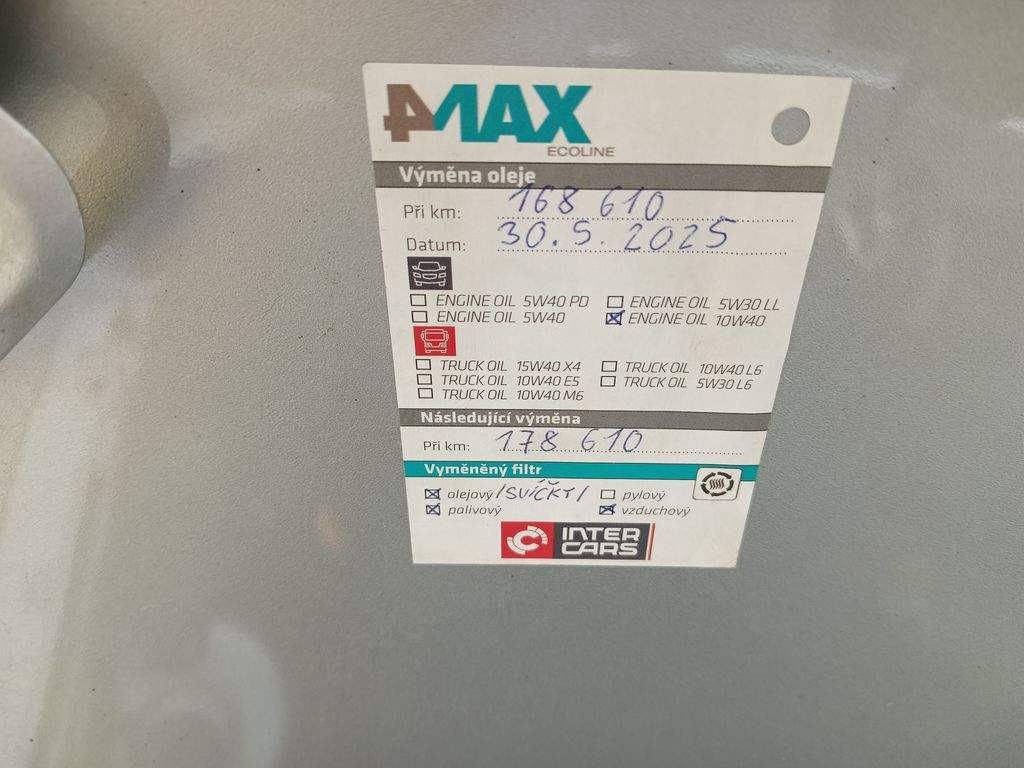 4MAX
ECOLINE
Výměna oleje
Při km: 168 610
Datum: 30.5.2025
ENGINE OIL 5W40 PD ENGINE OIL 5W30 LL
ENGINE OIL 5W40 ENGINE OIL 10W40
TRUCK OIL 15W40 X4 TRUCK OIL 10W40 L6
TRUCK OIL 10W40 E5 TRUCK OIL 5W30 L6
TRUCK OIL 10W40 M6
Následující výměna
Při km: 178 610
Vyměněný filtr
olejový /SVÍČKY/ pylový
palivový vzduchový
INTER
CARS